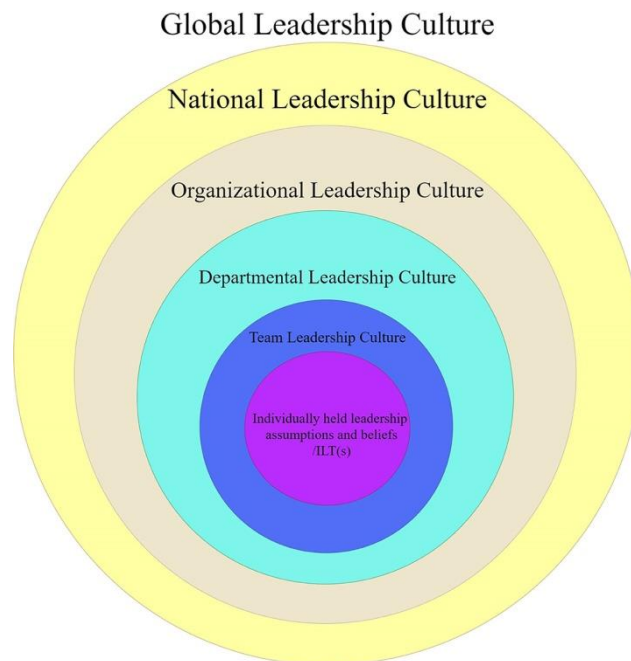 Global Leadership Culture
National Leadership Culture
Organizational Leadership Culture
Departmental Leadership Culture
Team Leadership Culture
Individually held leadership
assumptions and beliefs
/ILT(s)